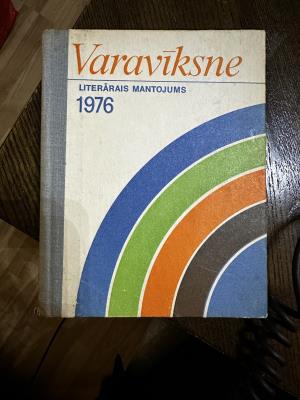 Varavīksne
LITERĀRAIS MANTOJUMS
1976